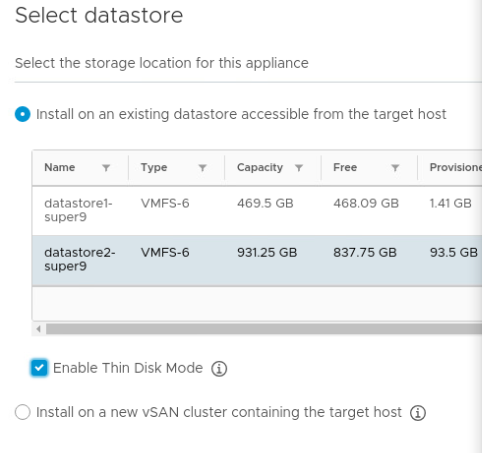 Select datastore
Select the storage location for this appliance
Install on an existing datastore accessible from the target host
Name Type Capacity Free Provisione
datastore1- VMFS-6 469.5 GB 468.09 GB 1.41 GB
super9
datastore2- VMFS-6 931.25 GB 837.75 GB 93.5 GB
super9
Enable Thin Disk Mode
Install on a new vSAN cluster containing the target host